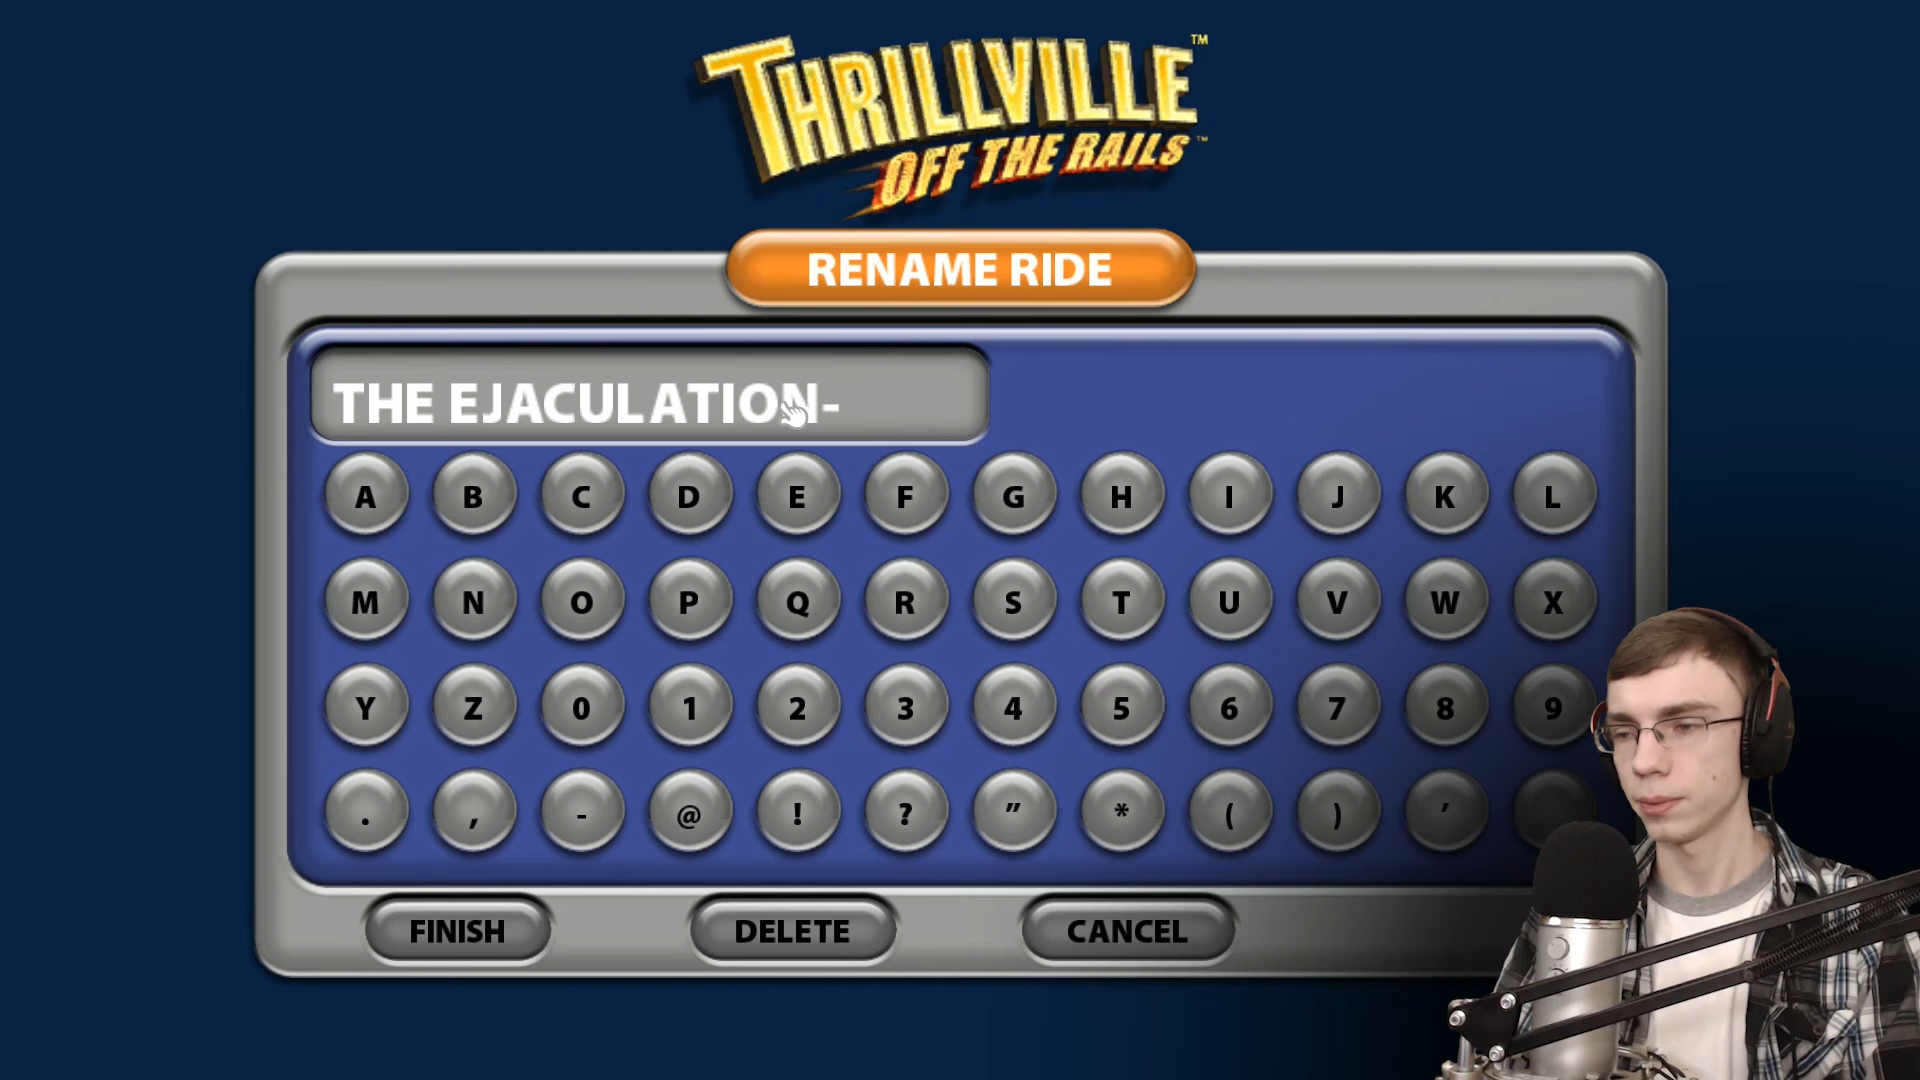 THRILLVILLE™
OFF THE RAILS™
RENAME RIDE
THE EJACULATION-
A B C D E F G H I J K L
M N O P Q R S T U V W X
Y Z 0 1 2 3 4 5 6 7 8 9
. , - @ ! ? " * ( ) '
FINISH DELETE CANCEL